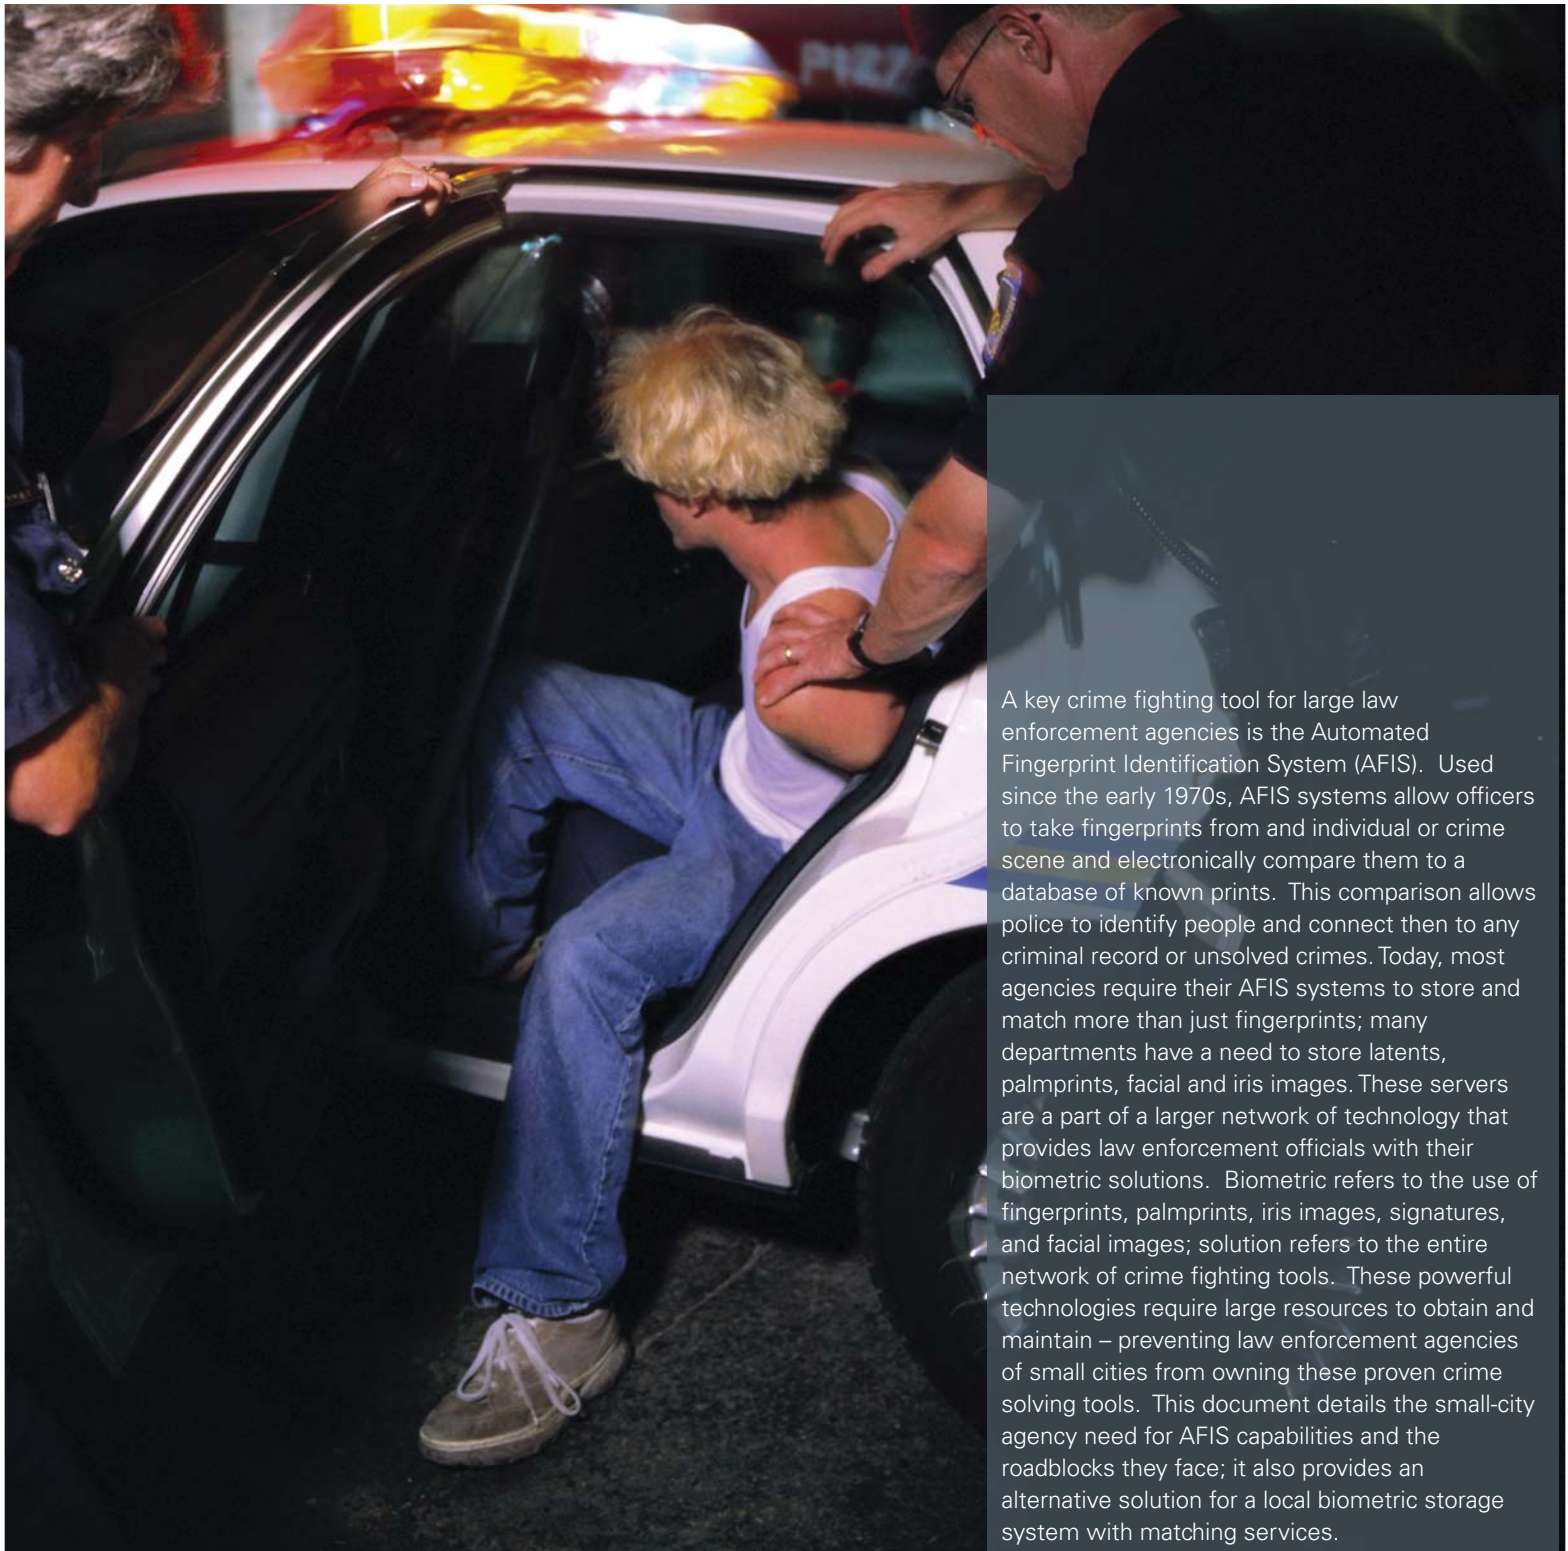 P127
A key crime fighting tool for large law
enforcement agencies is the Automated
Fingerprint Identification System (AFIS).  Used
since the early 1970s, AFIS systems allow officers
to take fingerprints from and individual or crime
scene and electronically compare them to a
database of known prints.  This comparison allows
police to identify people and connect then to any
criminal record or unsolved crimes. Today, most
agencies require their AFIS systems to store and
match more than just fingerprints; many
departments have a need to store latents,
palmprints, facial and iris images. These servers
are a part of a larger network of technology that
provides law enforcement officials with their
biometric solutions.  Biometric refers to the use of
fingerprints, palmprints, iris images, signatures,
and facial images; solution refers to the entire
network of crime fighting tools.  These powerful
technologies require large resources to obtain and
maintain – preventing law enforcement agencies
of small cities from owning these proven crime
solving tools.  This document details the small-city
agency need for AFIS capabilities and the
roadblocks they face; it also provides an
alternative solution for a local biometric storage
system with matching services.